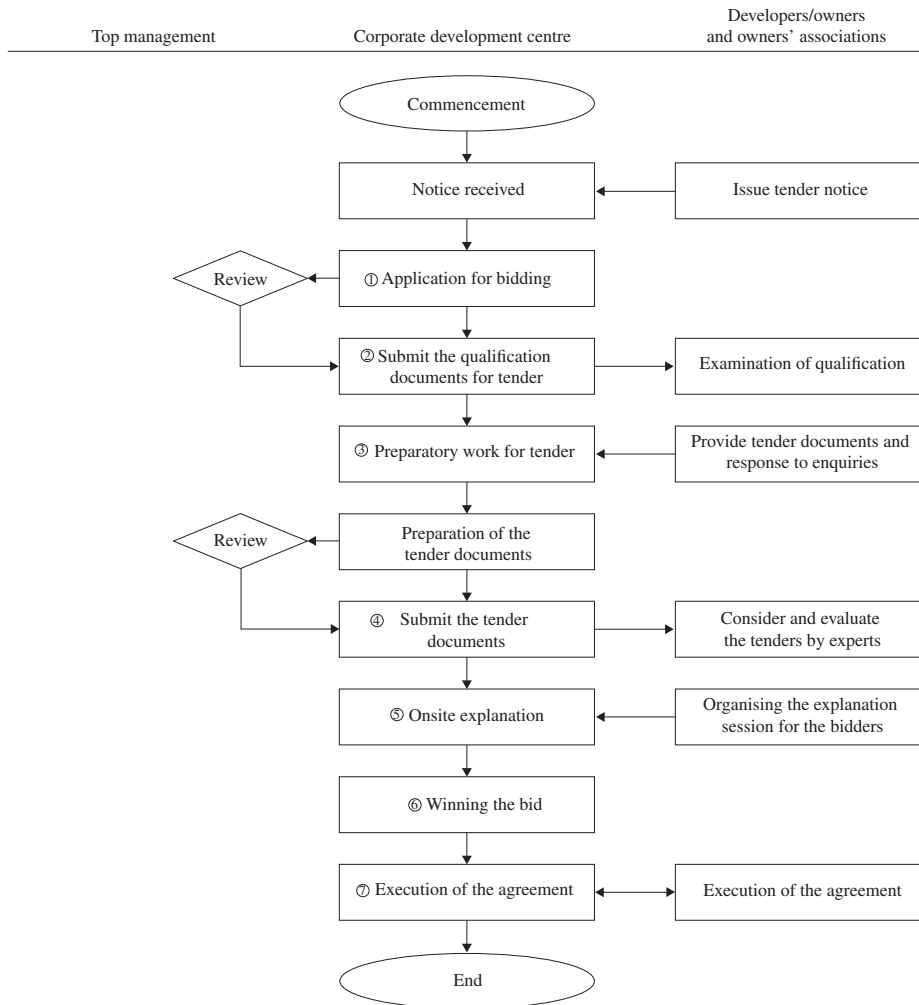 Top management
Corporate development centre
Developers/owners
and owners’ associations
Commencement
Notice received
Issue tender notice
Review
① Application for bidding
② Submit the qualification
documents for tender
Examination of qualification
③ Preparatory work for tender
Provide tender documents and
response to enquiries
Review
Preparation of the
tender documents
④ Submit the tender
documents
Consider and evaluate
the tenders by experts
⑤ Onsite explanation
Organising the explanation
session for the bidders
⑥ Winning the bid
⑦ Execution of the agreement
Execution of the agreement
End